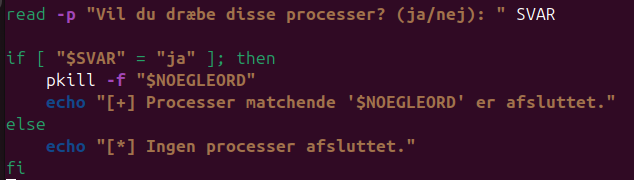 read -p "Vil du dræbe disse processer? (ja/nej): " SVAR
if [ "$SVAR" = "ja" ]; then
pkill -f "$NOEGLEORD"
echo "[+] Processer matchende '$NOEGLEORD' er afsluttet."
else
echo "[*] Ingen processer afsluttet."
fi